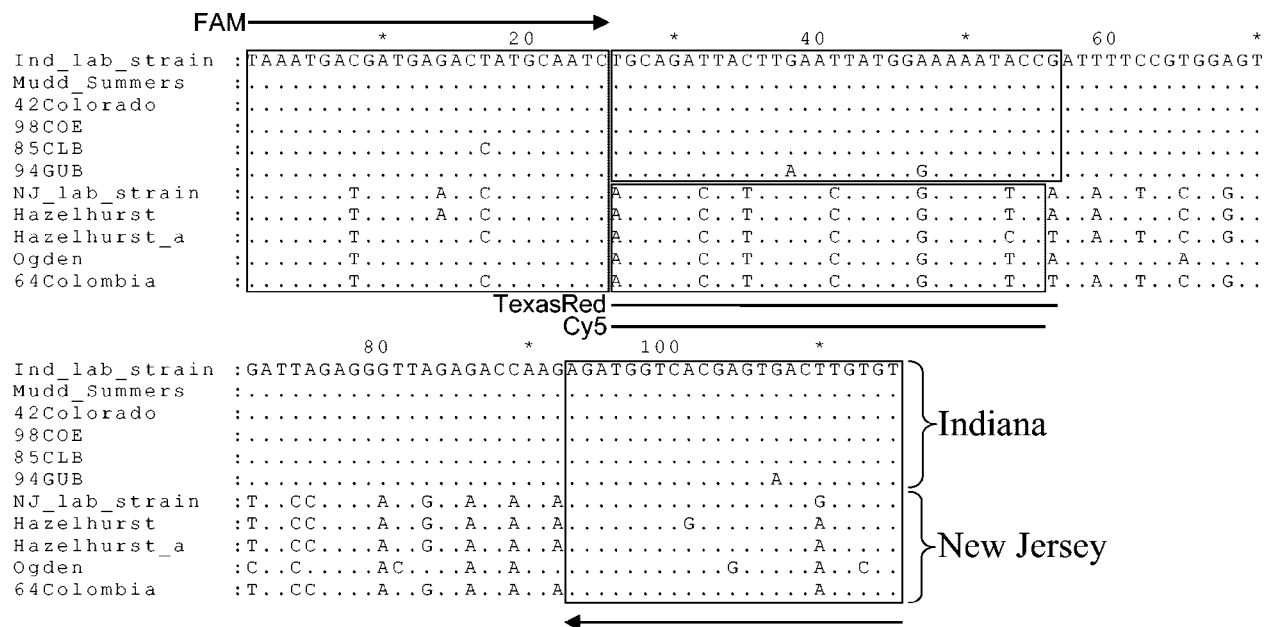 FAM
* 20 * 40 * 60 *
Ind_lab_strain :TAAATGACGATGAGACTATGCAATCTGCAGATTACTTGAATTATGGAAAAATACCGATTTTCCGTGGAGT
Mudd_Summers :......................................................................
42Colorado :......................................................................
98COE :......................................................................
85CLB :................C.....................................................
94GUB :.....................................A........G.......................
NJ_lab_strain :.......T.....A..C........A.....C..T.....C.....G.....T..A..A..T..C..G..
Hazelhurst :.......T.....A..C........A.....C..T.....C.....G.....T..A..A.....C..G..
Hazelhurst_a :.......T........C........A.....C..T.....C.....G.....C..T..A..T..C..G..
Ogden :.......T.................A.....C..T.....C.....G.....T..A........A.....
64Colombia :.......T........C........A.....C..T.....C.....G.....T..T..A..T..C..G..
TexasRed
Cy5
80 * 100 *
Ind_lab_strain :GATTAGAGGGTTAGAGACCAAGAGATGGTCACGAGTGACTTGTGT
Mudd_Summers :.............................................
42Colorado :.............................................
98COE :.............................................
85CLB :.............................................
94GUB :....................................A........
NJ_lab_strain :T..CC....A..G..A..A..A.................G.....
Hazelhurst :T..CC....A..G..A..A..A........G........A.....
Hazelhurst_a :T..CC....A..G..A..A..A.................A.....
Ogden :C..C.....AC....A..A..A...........G.....A..C..
64Colombia :T..CC....A..G..A..A..A.................A.....
Indiana
New Jersey